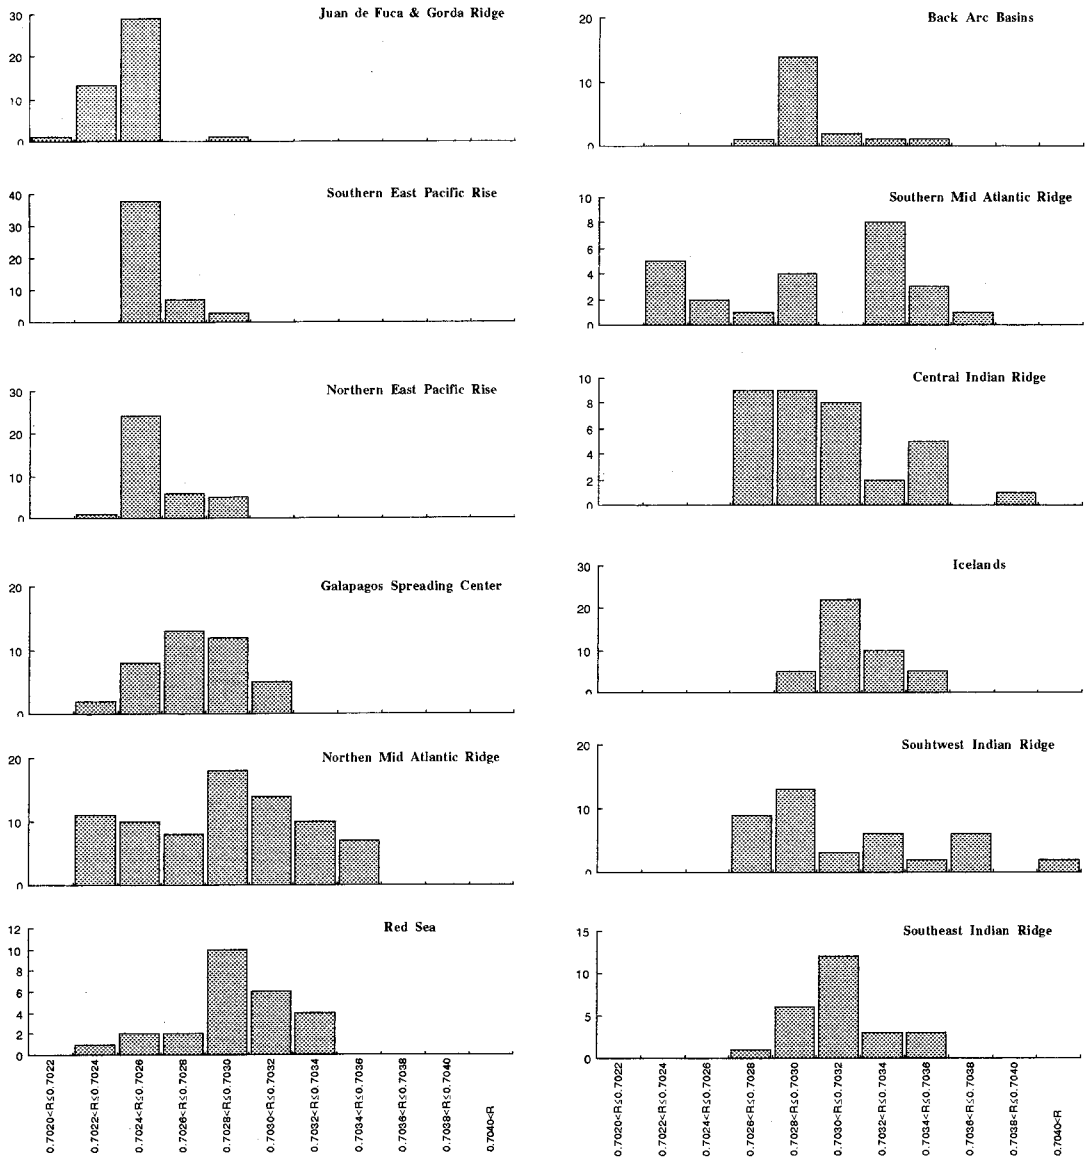 Juan de Fuca & Gorda Ridge
30
20
10
0
Southern East Pacific Rise
40
30
20
10
0
Northern East Pacific Rise
30
20
10
0
Galapagos Spreading Center
20
10
0
Northen Mid Atlantic Ridge
20
10
0
Red Sea
12
10
8
6
4
2
0
0.7020<R≤0.7022
0.7022<R≤0.7024
0.7024<R≤0.7026
0.7026<R≤0.7028
0.7028<R≤0.7030
0.7030<R≤0.7032
0.7032<R≤0.7034
0.7034<R≤0.7036
0.7036<R≤0.7038
0.7038<R≤0.7040
0.7040<R
Back Arc Basins
20
10
0
Southern Mid Atlantic Ridge
10
8
6
4
2
0
Central Indian Ridge
10
8
6
4
2
0
Icelands
30
20
10
0
Souhtwest Indian Ridge
20
10
0
Southeast Indian Ridge
15
10
5
0
0.7020<R≤0.7022
0.7022<R≤0.7024
0.7024<R≤0.7026
0.7026<R≤0.7028
0.7028<R≤0.7030
0.7030<R≤0.7032
0.7032<R≤0.7034
0.7034<R≤0.7036
0.7036<R≤0.7038
0.7038<R≤0.7040
0.7040<R